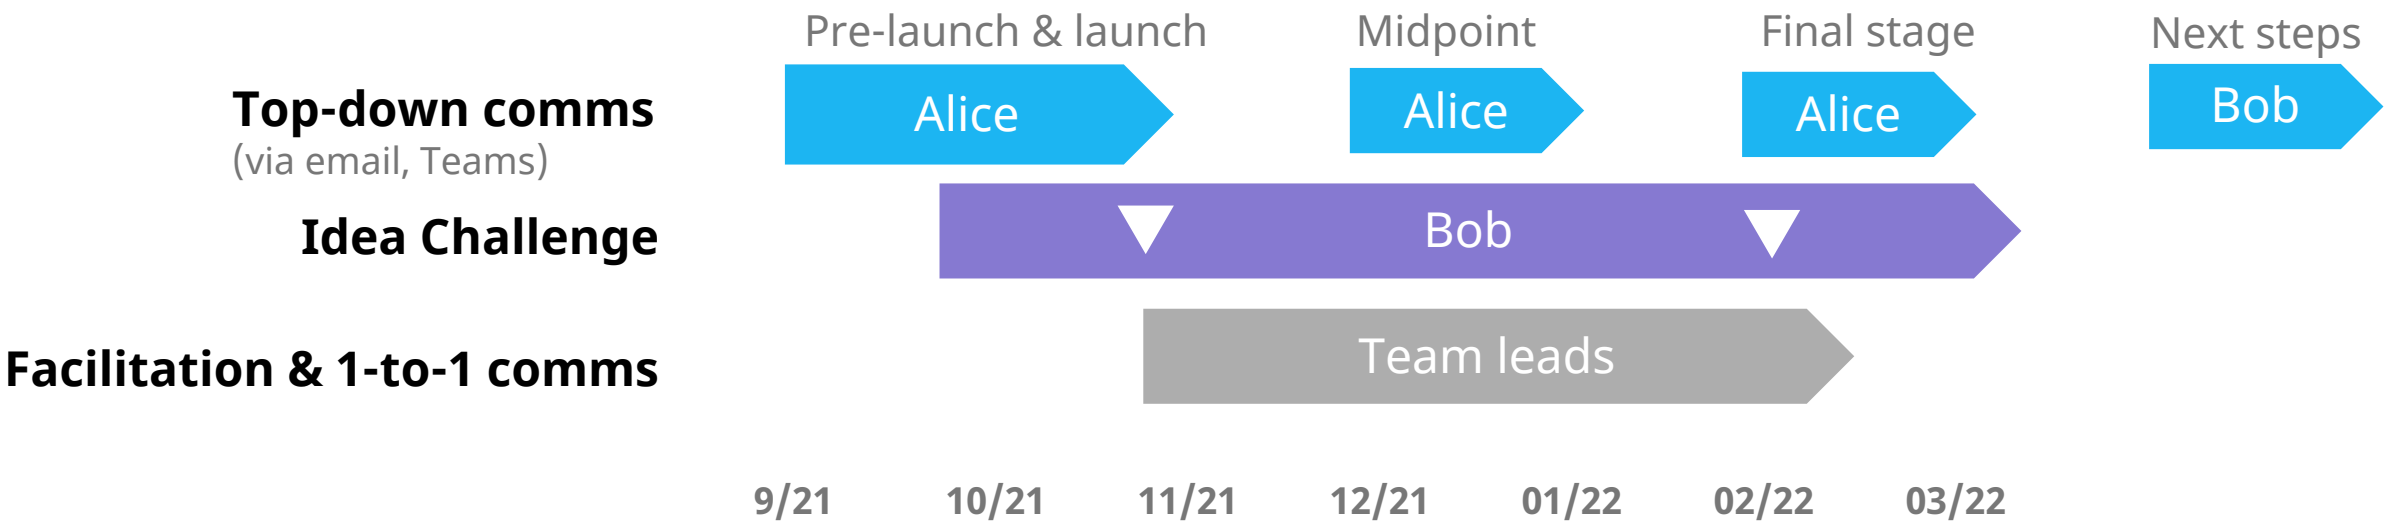 Pre-launch & launch
Midpoint
Final stage
Next steps
Top-down comms
(via email, Teams)
Alice
Alice
Alice
Bob
Idea Challenge
Bob
Facilitation & 1-to-1 comms
Team leads
9/21
10/21
11/21
12/21
01/22
02/22
03/22